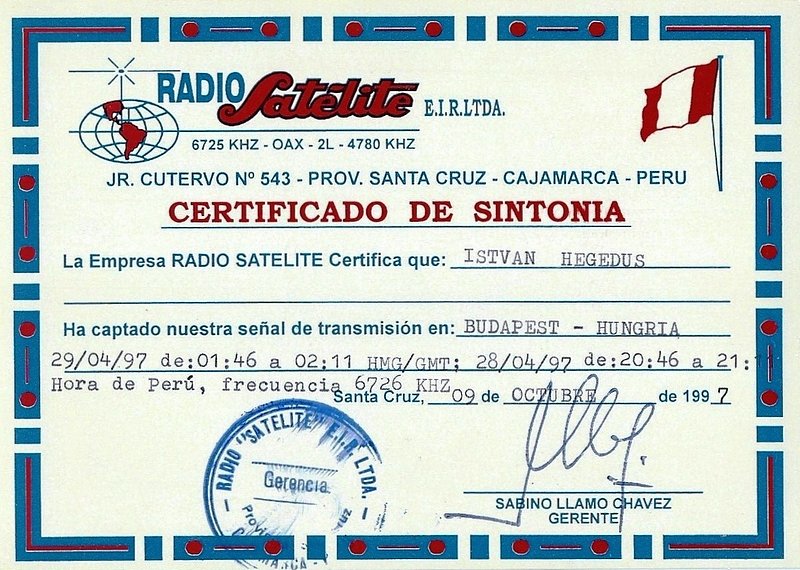 RADIO Satélite E.I.R.LTDA.
6725 KHZ - OAX - 2L - 4780 KHZ
JR. CUTERVO Nº 543 - PROV. SANTA CRUZ - CAJAMARCA - PERU
CERTIFICADO DE SINTONIA
La Empresa RADIO SATELITE Certifica que: ISTVAN HEGEDUS
Ha captado nuestra señal de transmisión en: BUDAPEST - HUNGRIA
29/04/97 de:01:46 a 02:11 HMG/GMT; 28/04/97 de:20:46 a 21:11
Hora de Perú, frecuencia 6726 KHZ
Santa Cruz, 09 de OCTUBRE de 1997
RADIO "SATELITE" E.I.R. LTDA.
Gerencia
SABINO LLAMO CHAVEZ
GERENTE